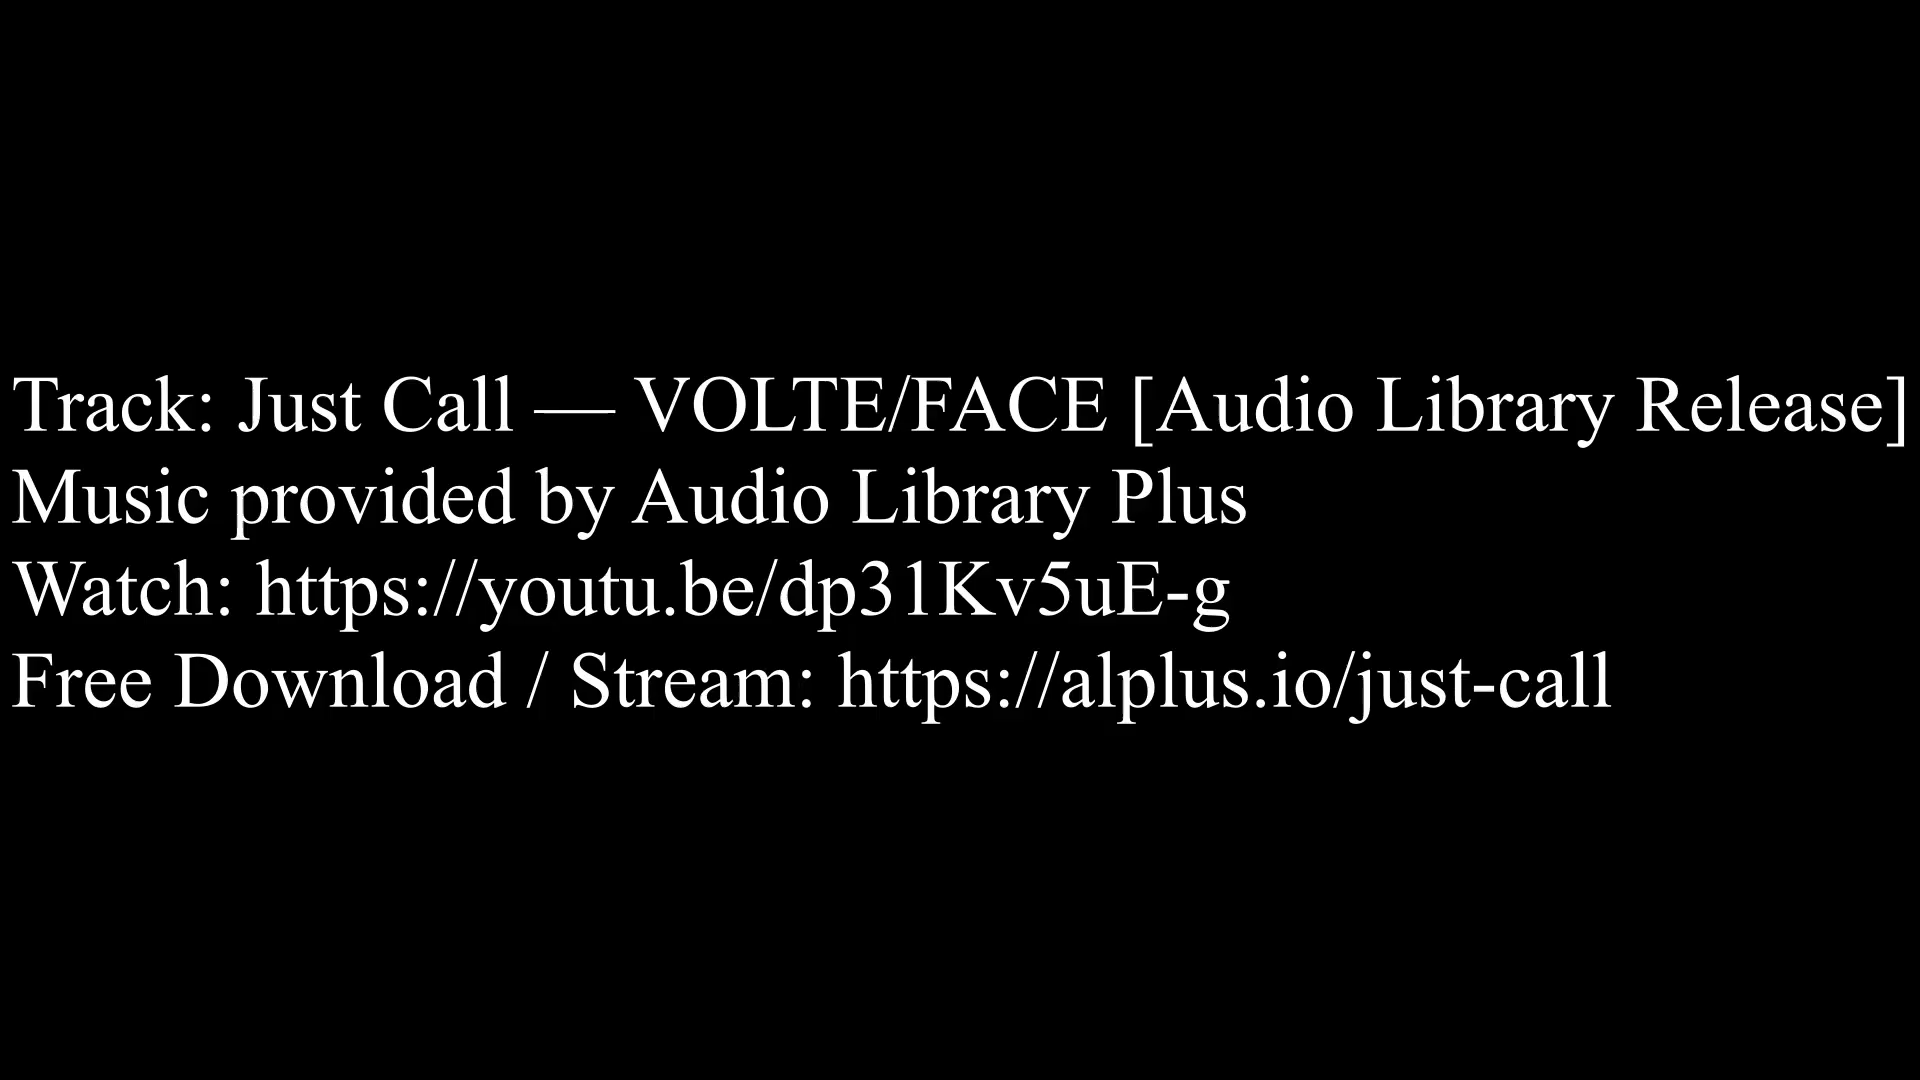 Track: Just Call — VOLTE/FACE [Audio Library Release]
Music provided by Audio Library Plus
Watch: https://youtu.be/dp31Kv5uE-g
Free Download / Stream: https://alplus.io/just-call